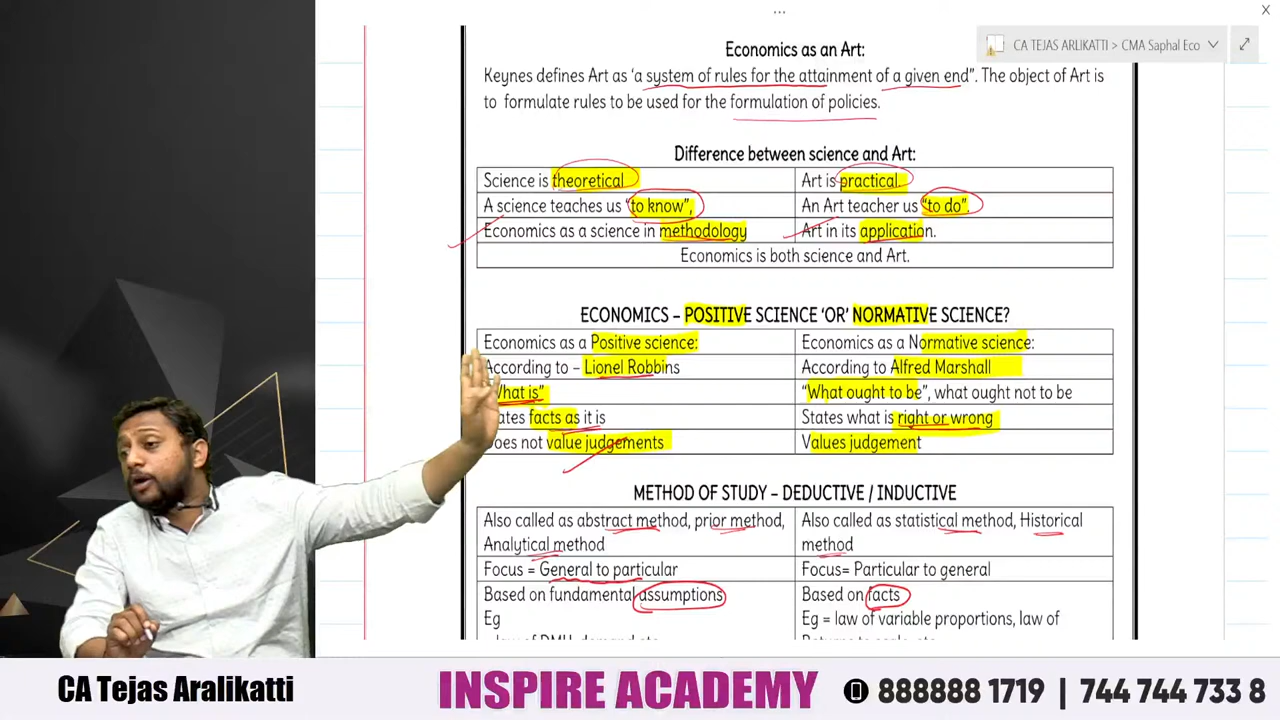 ...
CA TEJAS ARLIKATTI > CMA Saphal Eco
Economics as an Art:
Keynes defines Art as ‘a system of rules for the attainment of a given end”. The object of Art is
to formulate rules to be used for the formulation of policies.
Difference between science and Art:
Science is theoretical
Art is practical.
A science teaches us “to know”,
An Art teacher us “to do”.
Economics as a science in methodology
Art in its application.
Economics is both science and Art.
ECONOMICS – POSITIVE SCIENCE ‘OR’ NORMATIVE SCIENCE?
Economics as a Positive science:
Economics as a Normative science:
According to – Lionel Robbins
According to Alfred Marshall
is”
“What ought to be”, what ought not to be
facts as it is
States what is right or wrong
not value judgements
Values judgement
METHOD OF STUDY – DEDUCTIVE / INDUCTIVE
Also called as abstract method, prior method,
Analytical method
Also called as statistical method, Historical
method
Focus = General to particular
Focus= Particular to general
Based on fundamental assumptions
Based on facts
Eg
Eg = law of variable proportions, law of
CA Tejas Aralikatti
INSPIRE ACADEMY
888888 1719 | 744 744 733 8